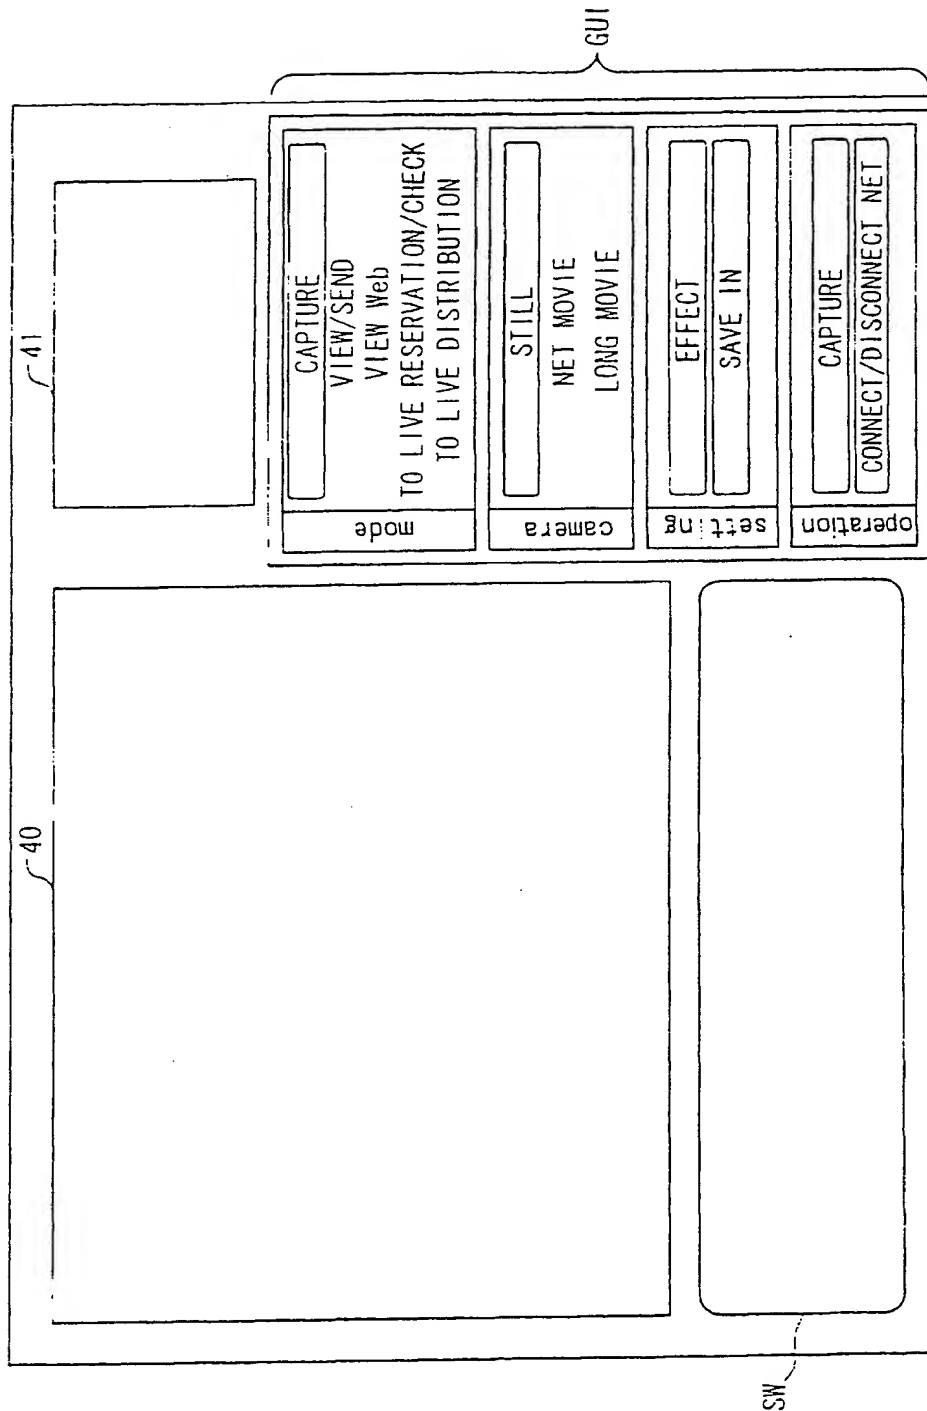 40
41
mode
CAPTURE
VIEW/SEND
VIEW Web
TO LIVE RESERVATION/CHECK
TO LIVE DISTRIBUTION
camera
STILL
NET MOVIE
LONG MOVIE
setting
EFFECT
SAVE IN
operation
CAPTURE
CONNECT/DISCONNECT NET
GUI
SW